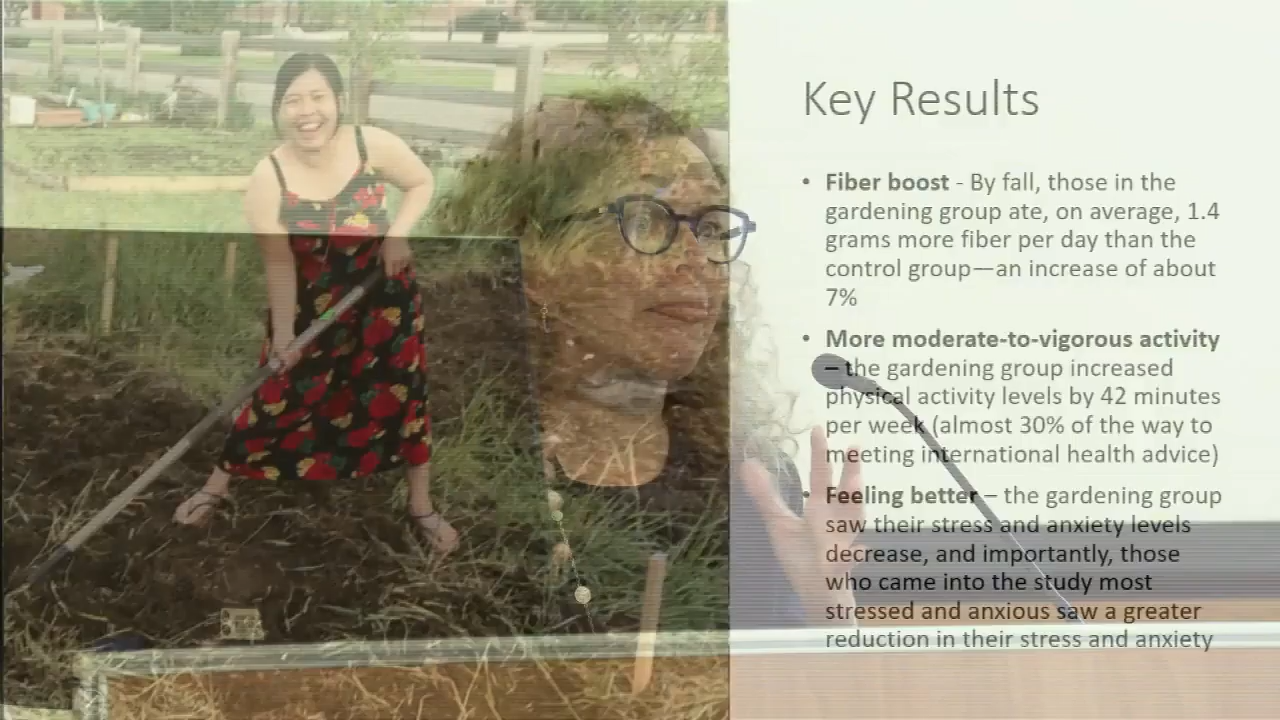 Key Results
• Fiber boost - By fall, those in the
gardening group ate, on average, 1.4
grams more fiber per day than the
control group—an increase of about
7%
• More moderate-to-vigorous activity
– the gardening group increased
physical activity levels by 42 minutes
per week (almost 30% of the way to
meeting international health advice)
• Feeling better – the gardening group
saw their stress and anxiety levels
decrease, and importantly, those
who came into the study most
stressed and anxious saw a greater
reduction in their stress and anxiety